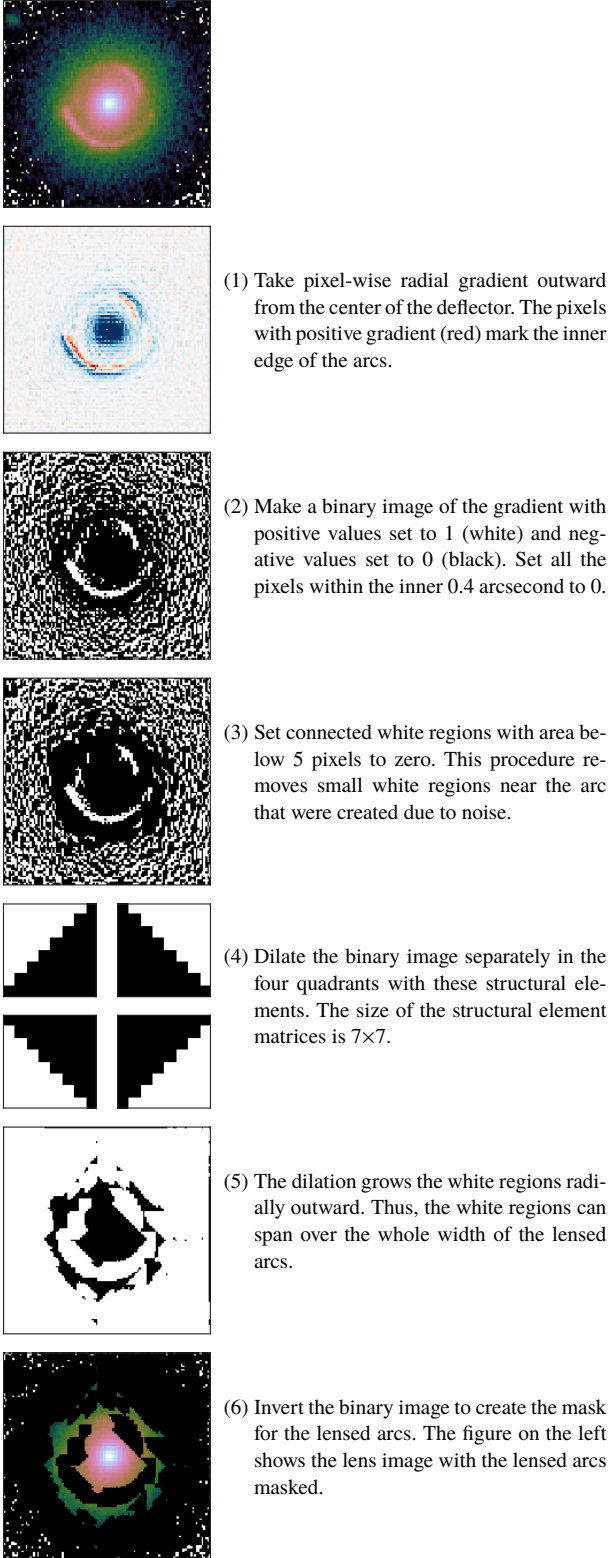 (1) Take pixel-wise radial gradient outward
from the center of the deflector. The pixels
with positive gradient (red) mark the inner
edge of the arcs.
(2) Make a binary image of the gradient with
positive values set to 1 (white) and neg-
ative values set to 0 (black). Set all the
pixels within the inner 0.4 arcsecond to 0.
(3) Set connected white regions with area be-
low 5 pixels to zero. This procedure re-
moves small white regions near the arc
that were created due to noise.
(4) Dilate the binary image separately in the
four quadrants with these structural ele-
ments. The size of the structural element
matrices is 7×7.
(5) The dilation grows the white regions radi-
ally outward. Thus, the white regions can
span over the whole width of the lensed
arcs.
(6) Invert the binary image to create the mask
for the lensed arcs. The figure on the left
shows the lens image with the lensed arcs
masked.